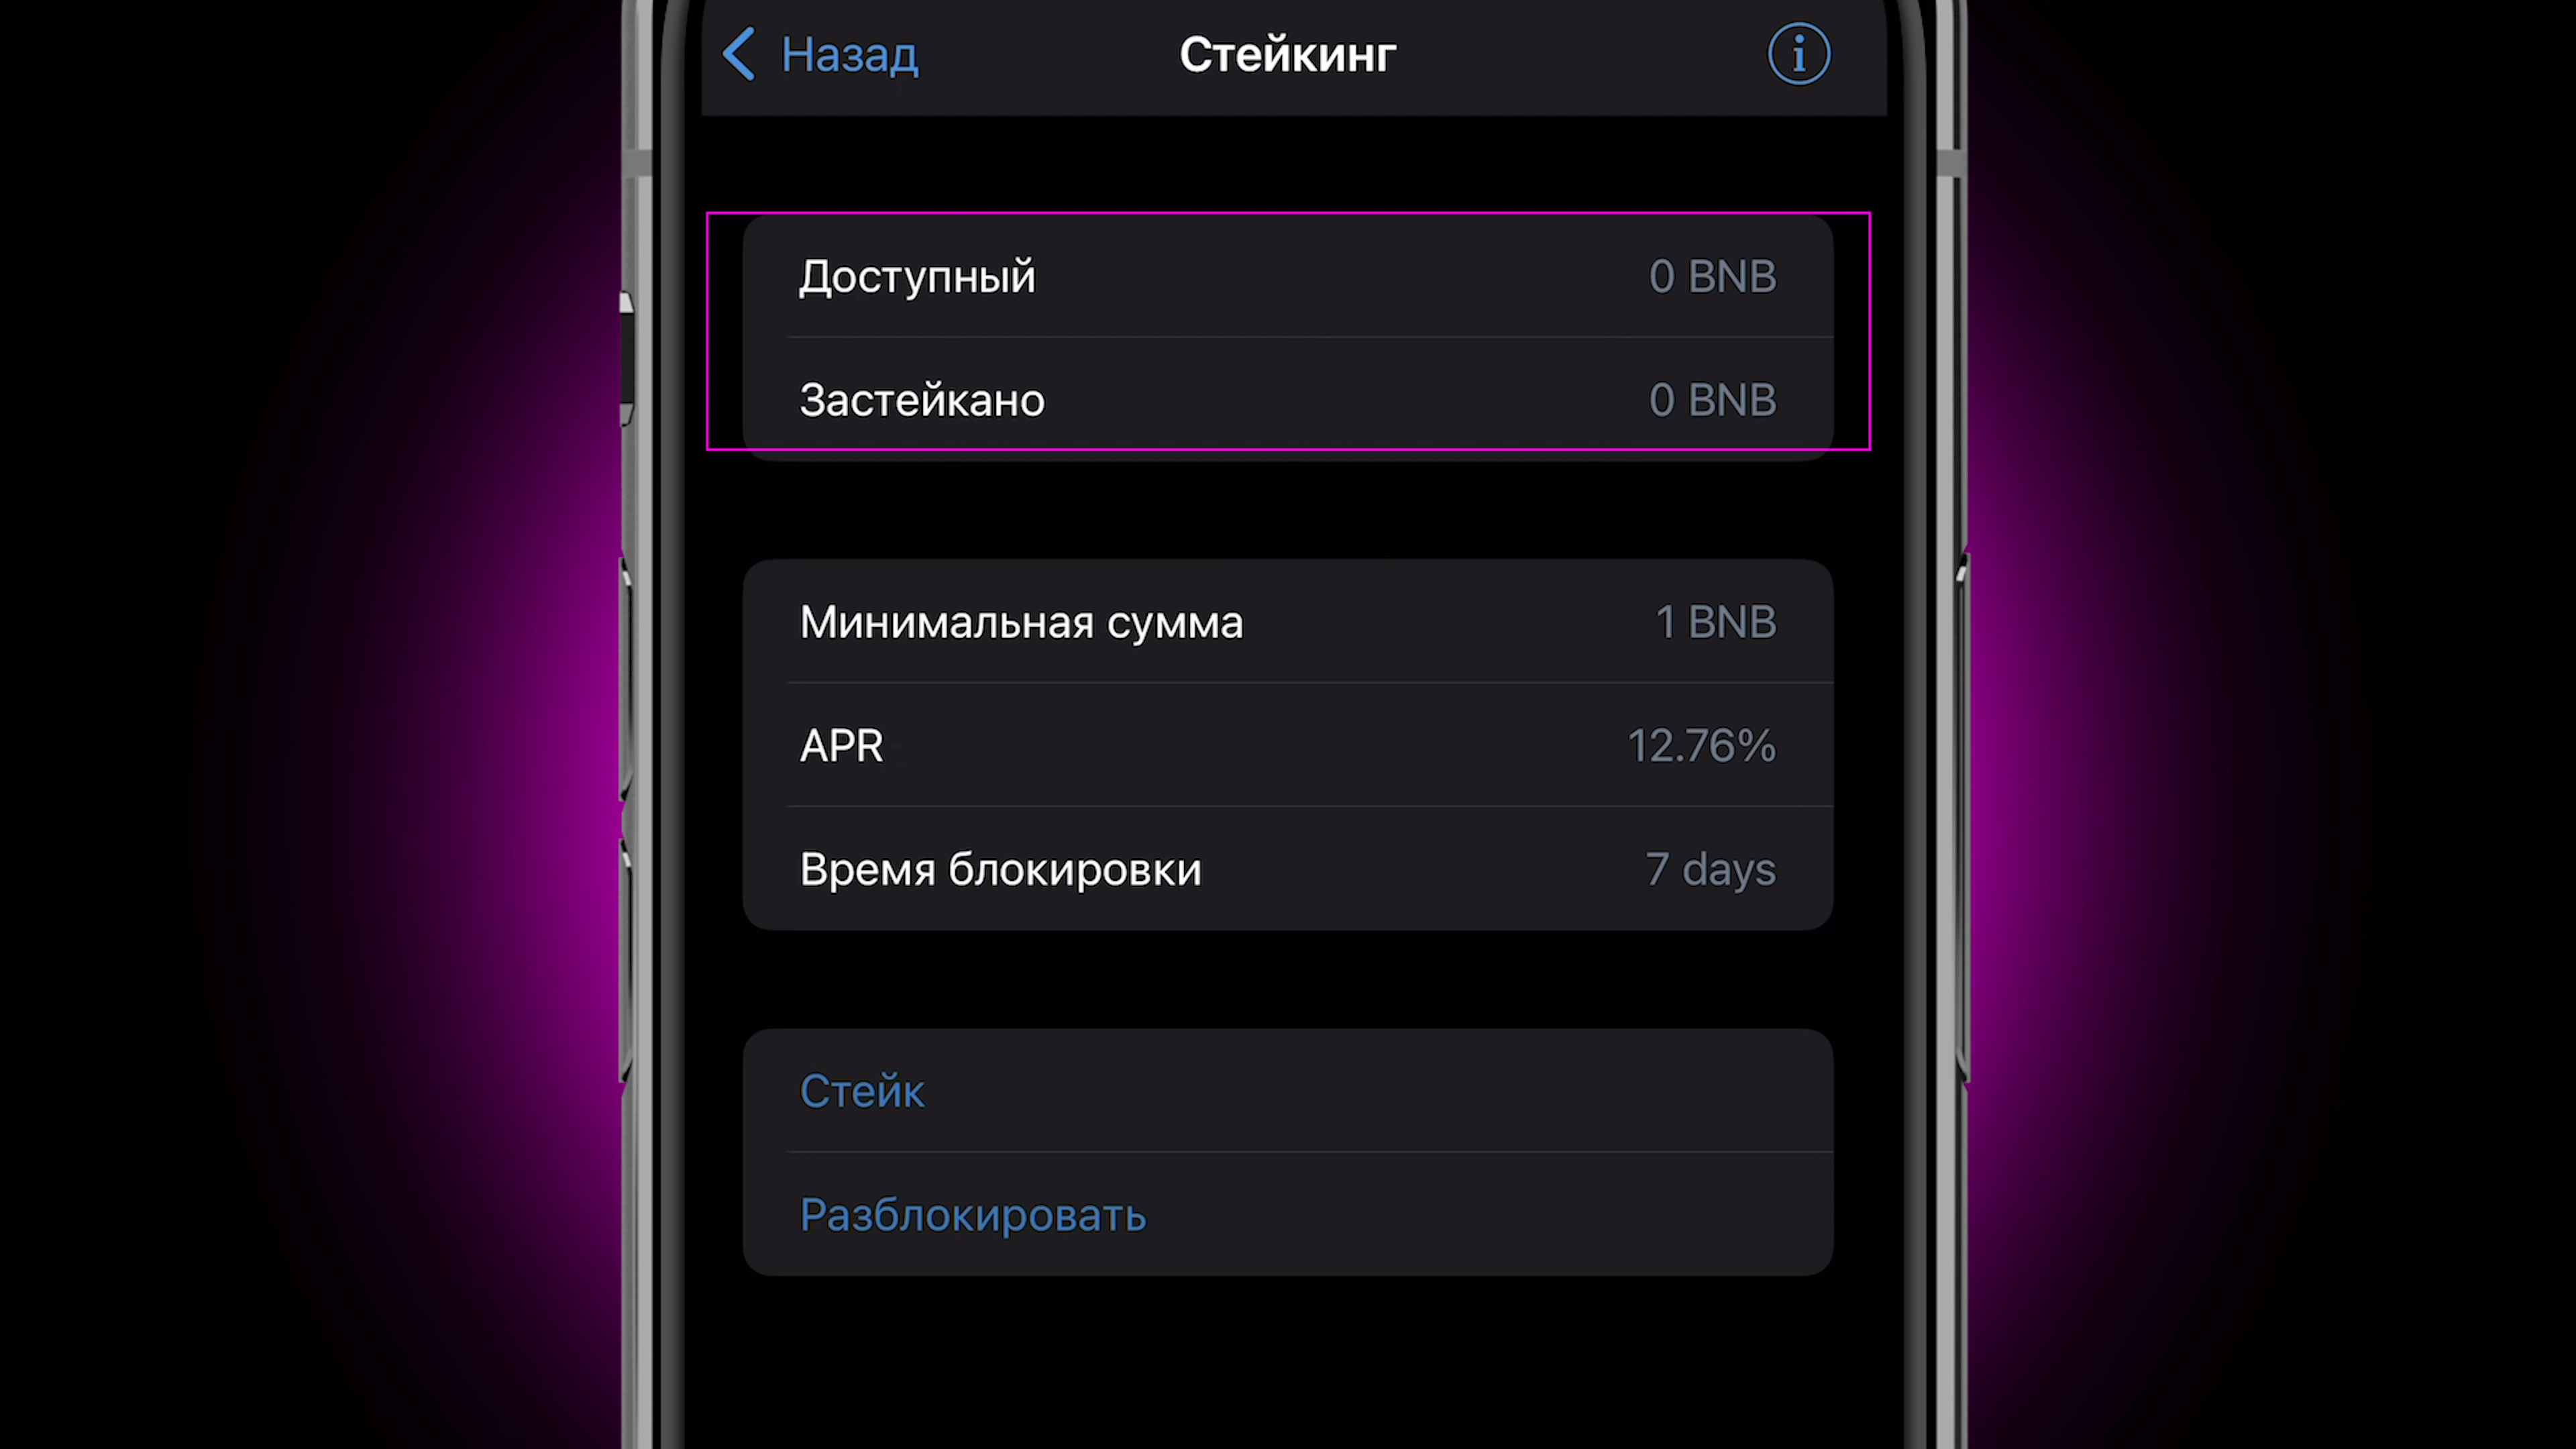 Назад
Стейкинг
Доступный 0 BNB
Застейкано 0 BNB
Минимальная сумма 1 BNB
APR 12.76%
Время блокировки 7 days
Стейк
Разблокировать